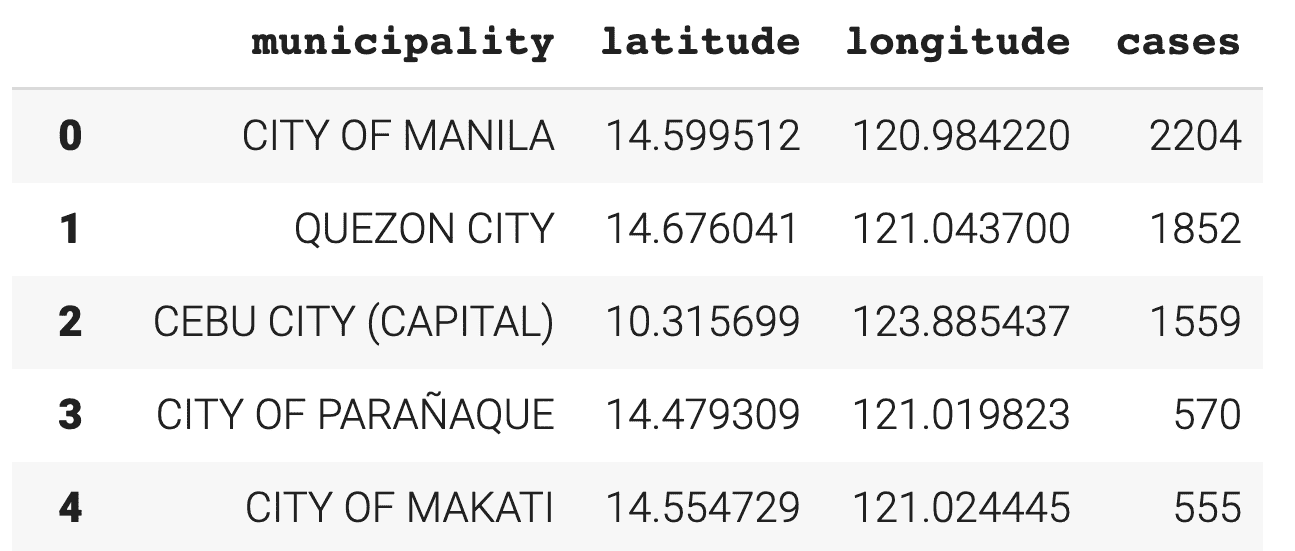 municipality latitude longitude cases
0 CITY OF MANILA 14.599512 120.984220 2204
1 QUEZON CITY 14.676041 121.043700 1852
2 CEBU CITY (CAPITAL) 10.315699 123.885437 1559
3 CITY OF PARAÑAQUE 14.479309 121.019823 570
4 CITY OF MAKATI 14.554729 121.024445 555